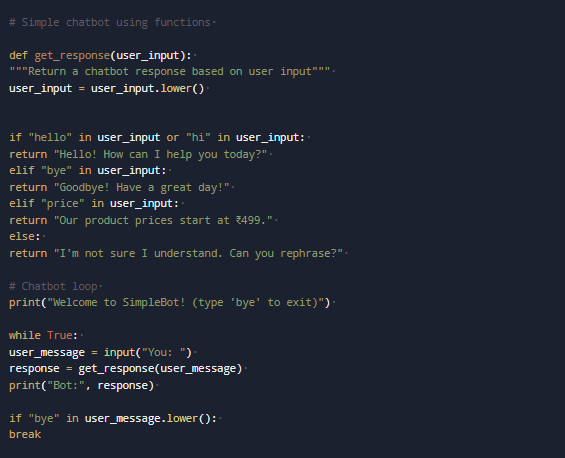 # Simple chatbot using functions
def get_response(user_input):
"""Return a chatbot response based on user input"""
user_input = user_input.lower()
if "hello" in user_input or "hi" in user_input:
return "Hello! How can I help you today?"
elif "bye" in user_input:
return "Goodbye! Have a great day!"
elif "price" in user_input:
return "Our product prices start at ₹499."
else:
return "I'm not sure I understand. Can you rephrase?"
# Chatbot loop
print("Welcome to SimpleBot! (type 'bye' to exit)")
while True:
user_message = input("You: ")
response = get_response(user_message)
print("Bot:", response)
if "bye" in user_message.lower():
break